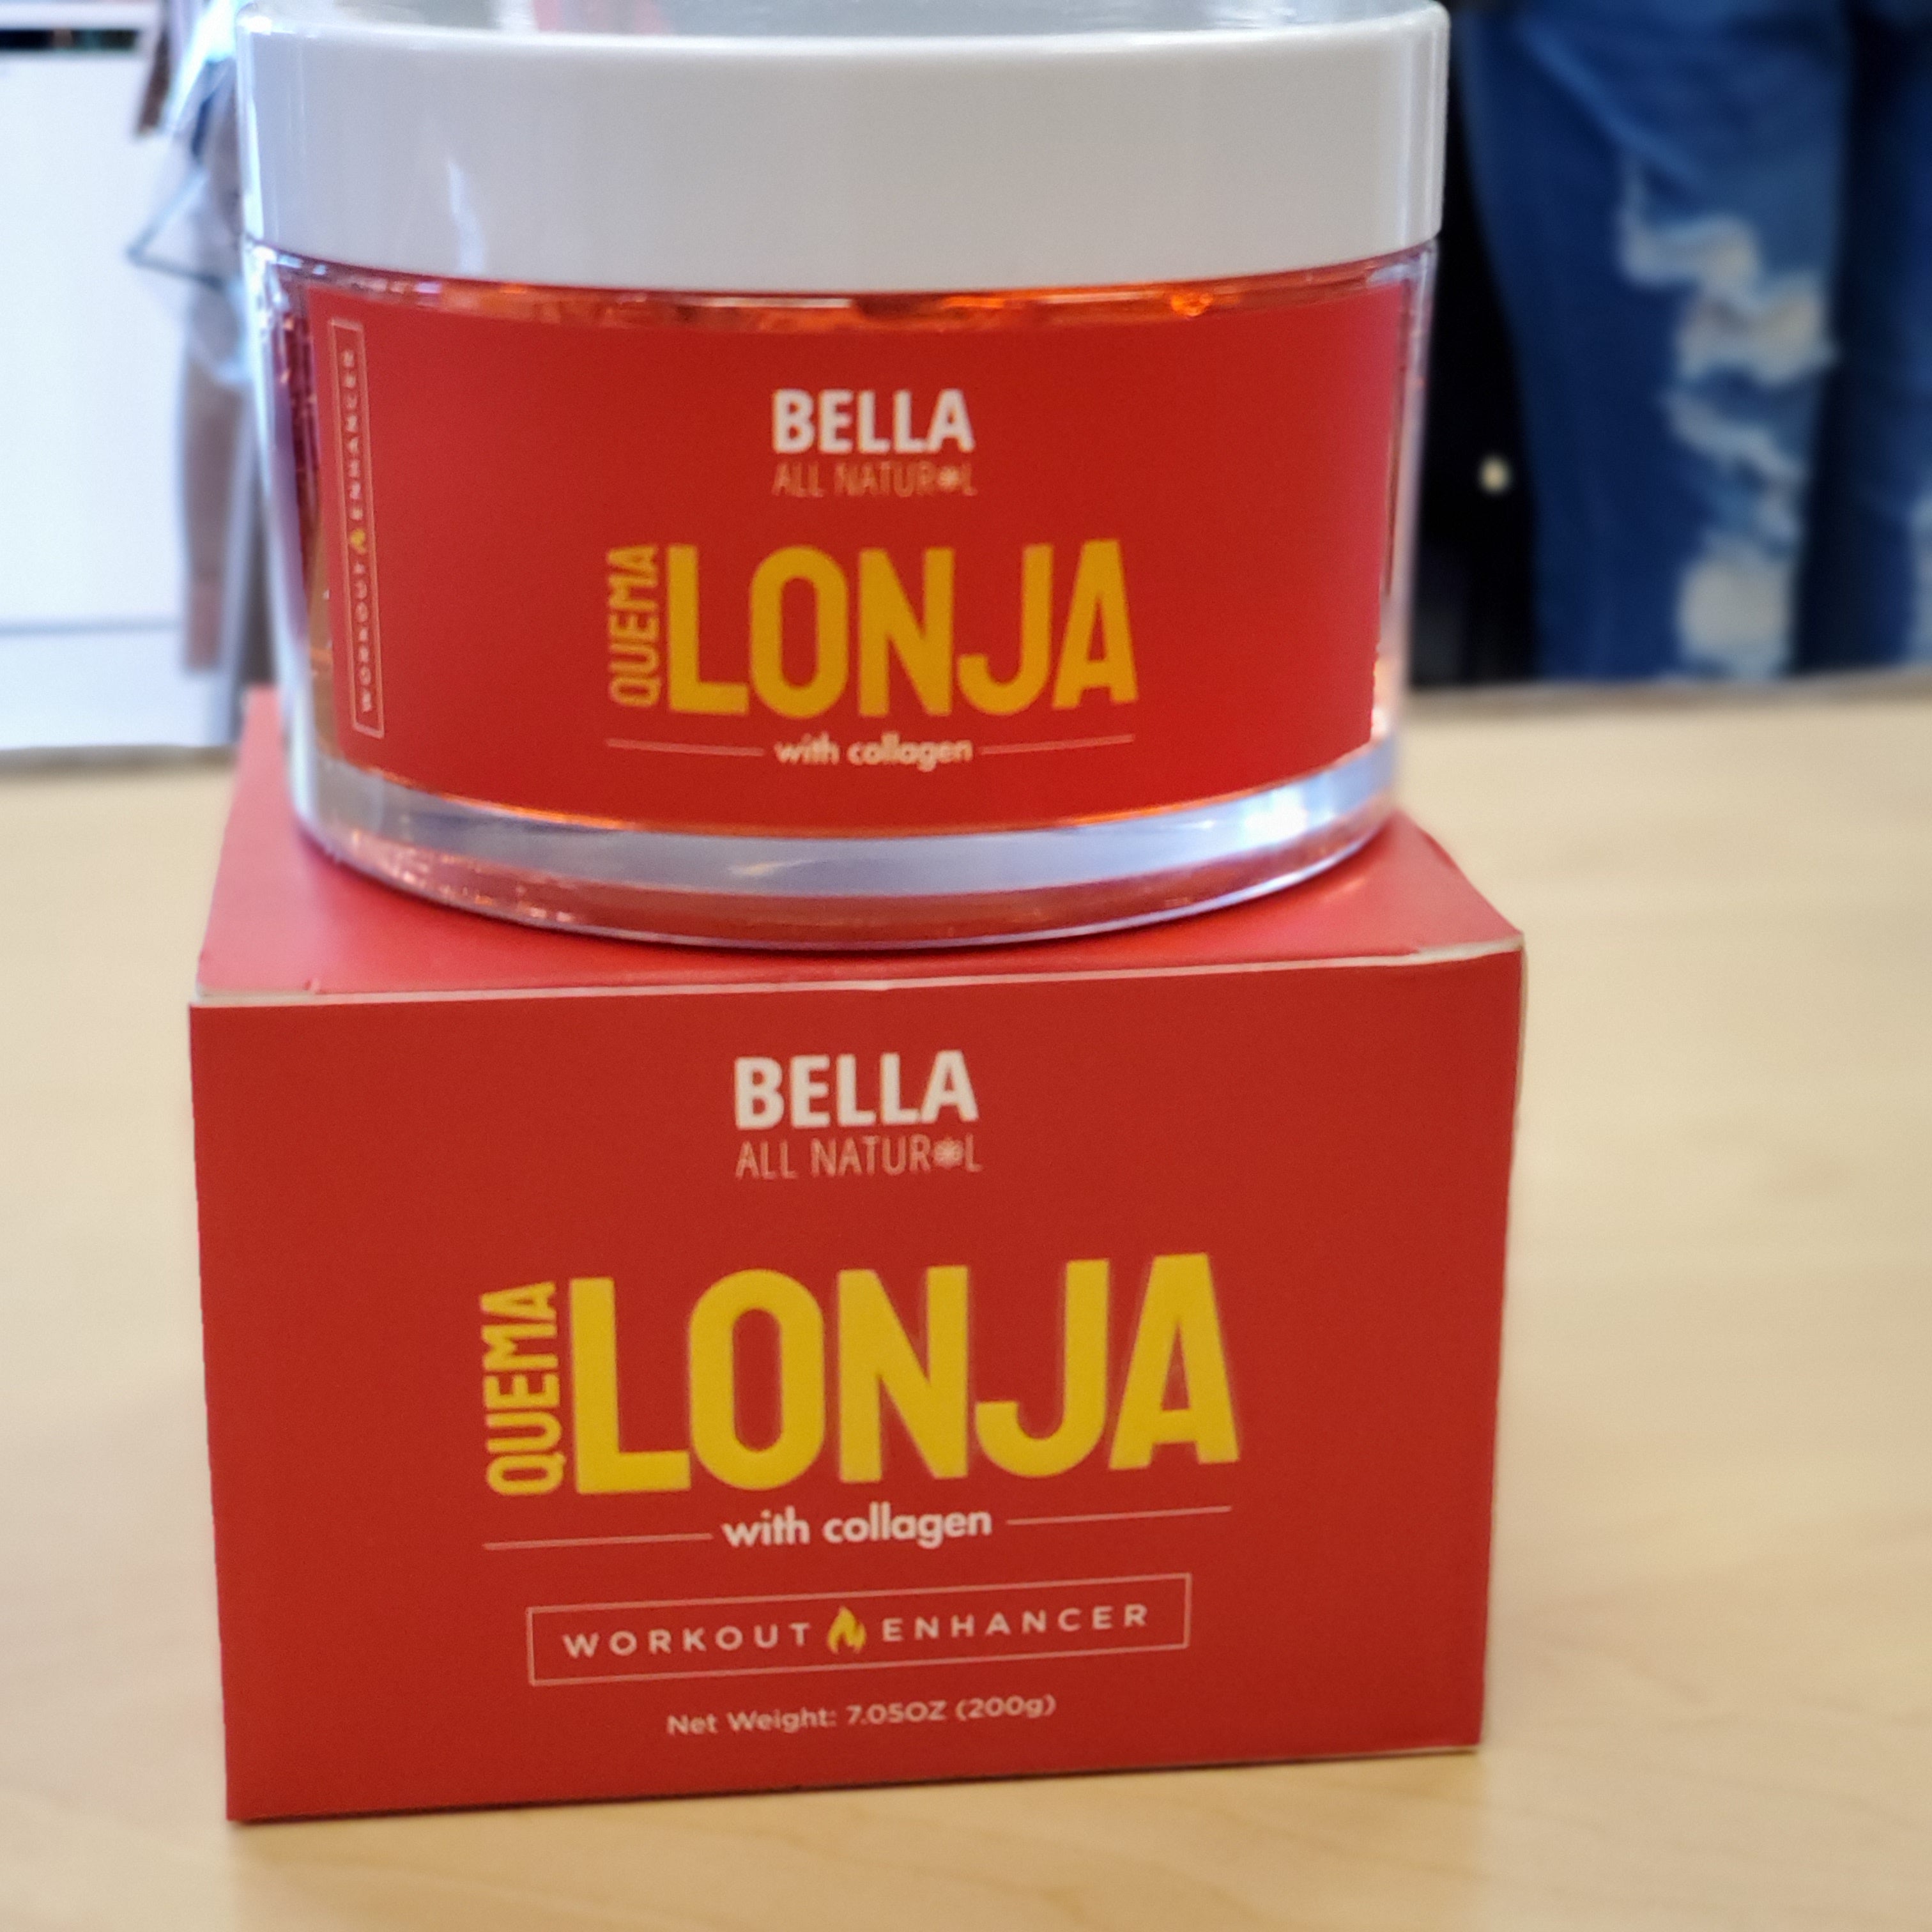 BELLA
ALL NATURAL
QUEMA
LONJA
with collagen
WORKOUT ENHANCER
BELLA
ALL NATURAL
QUEMA
LONJA
with collagen
WORKOUT ENHANCER
Net Weight: 7.05OZ (200g)